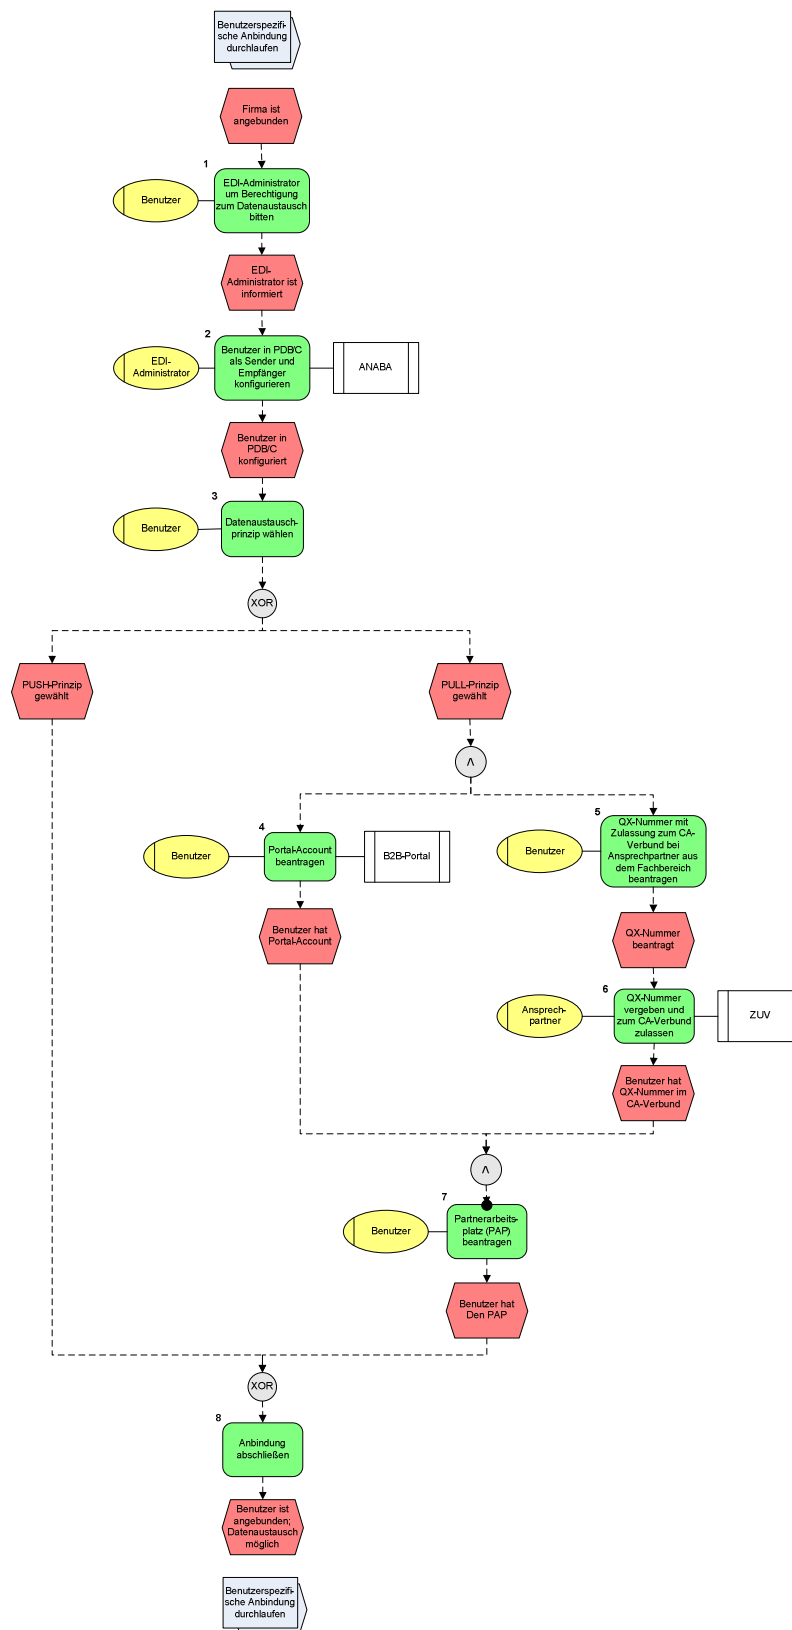 Benutzerspezifi-
sche Anbindung
durchlaufen
Firma ist
angebunden
1
EDI-Administrator
um Berechtigung
zum Datenaustausch
bitten
Benutzer
EDI-
Administrator ist
informiert
2
Benutzer in PDB/C
als Sender und
Empfänger
konfigurieren
EDI-
Administrator
ANABA
Benutzer in
PDB/C
konfiguriert
3
Datenaustausch-
prinzip wählen
Benutzer
XOR
PUSH-Prinzip
gewählt
PULL-Prinzip
gewählt
Λ
4
Portal-Account
beantragen
Benutzer
B2B-Portal
5
QX-Nummer mit
Zulassung zum CA-
Verbund bei
Ansprechpartner aus
dem Fachbereich
beantragen
Benutzer
Benutzer hat
Portal-Account
QX-Nummer
beantragt
6
QX-Nummer
vergeben und
zum CA-Verbund
zulassen
Ansprech-
partner
ZUV
Benutzer hat
QX-Nummer im
CA-Verbund
Λ
7
Partnerarbeits-
platz (PAP)
beantragen
Benutzer
Benutzer hat
Den PAP
XOR
8
Anbindung
abschließen
Benutzer ist
angebunden;
Datenaustausch
möglich
Benutzerspezifi-
sche Anbindung
durchlaufen